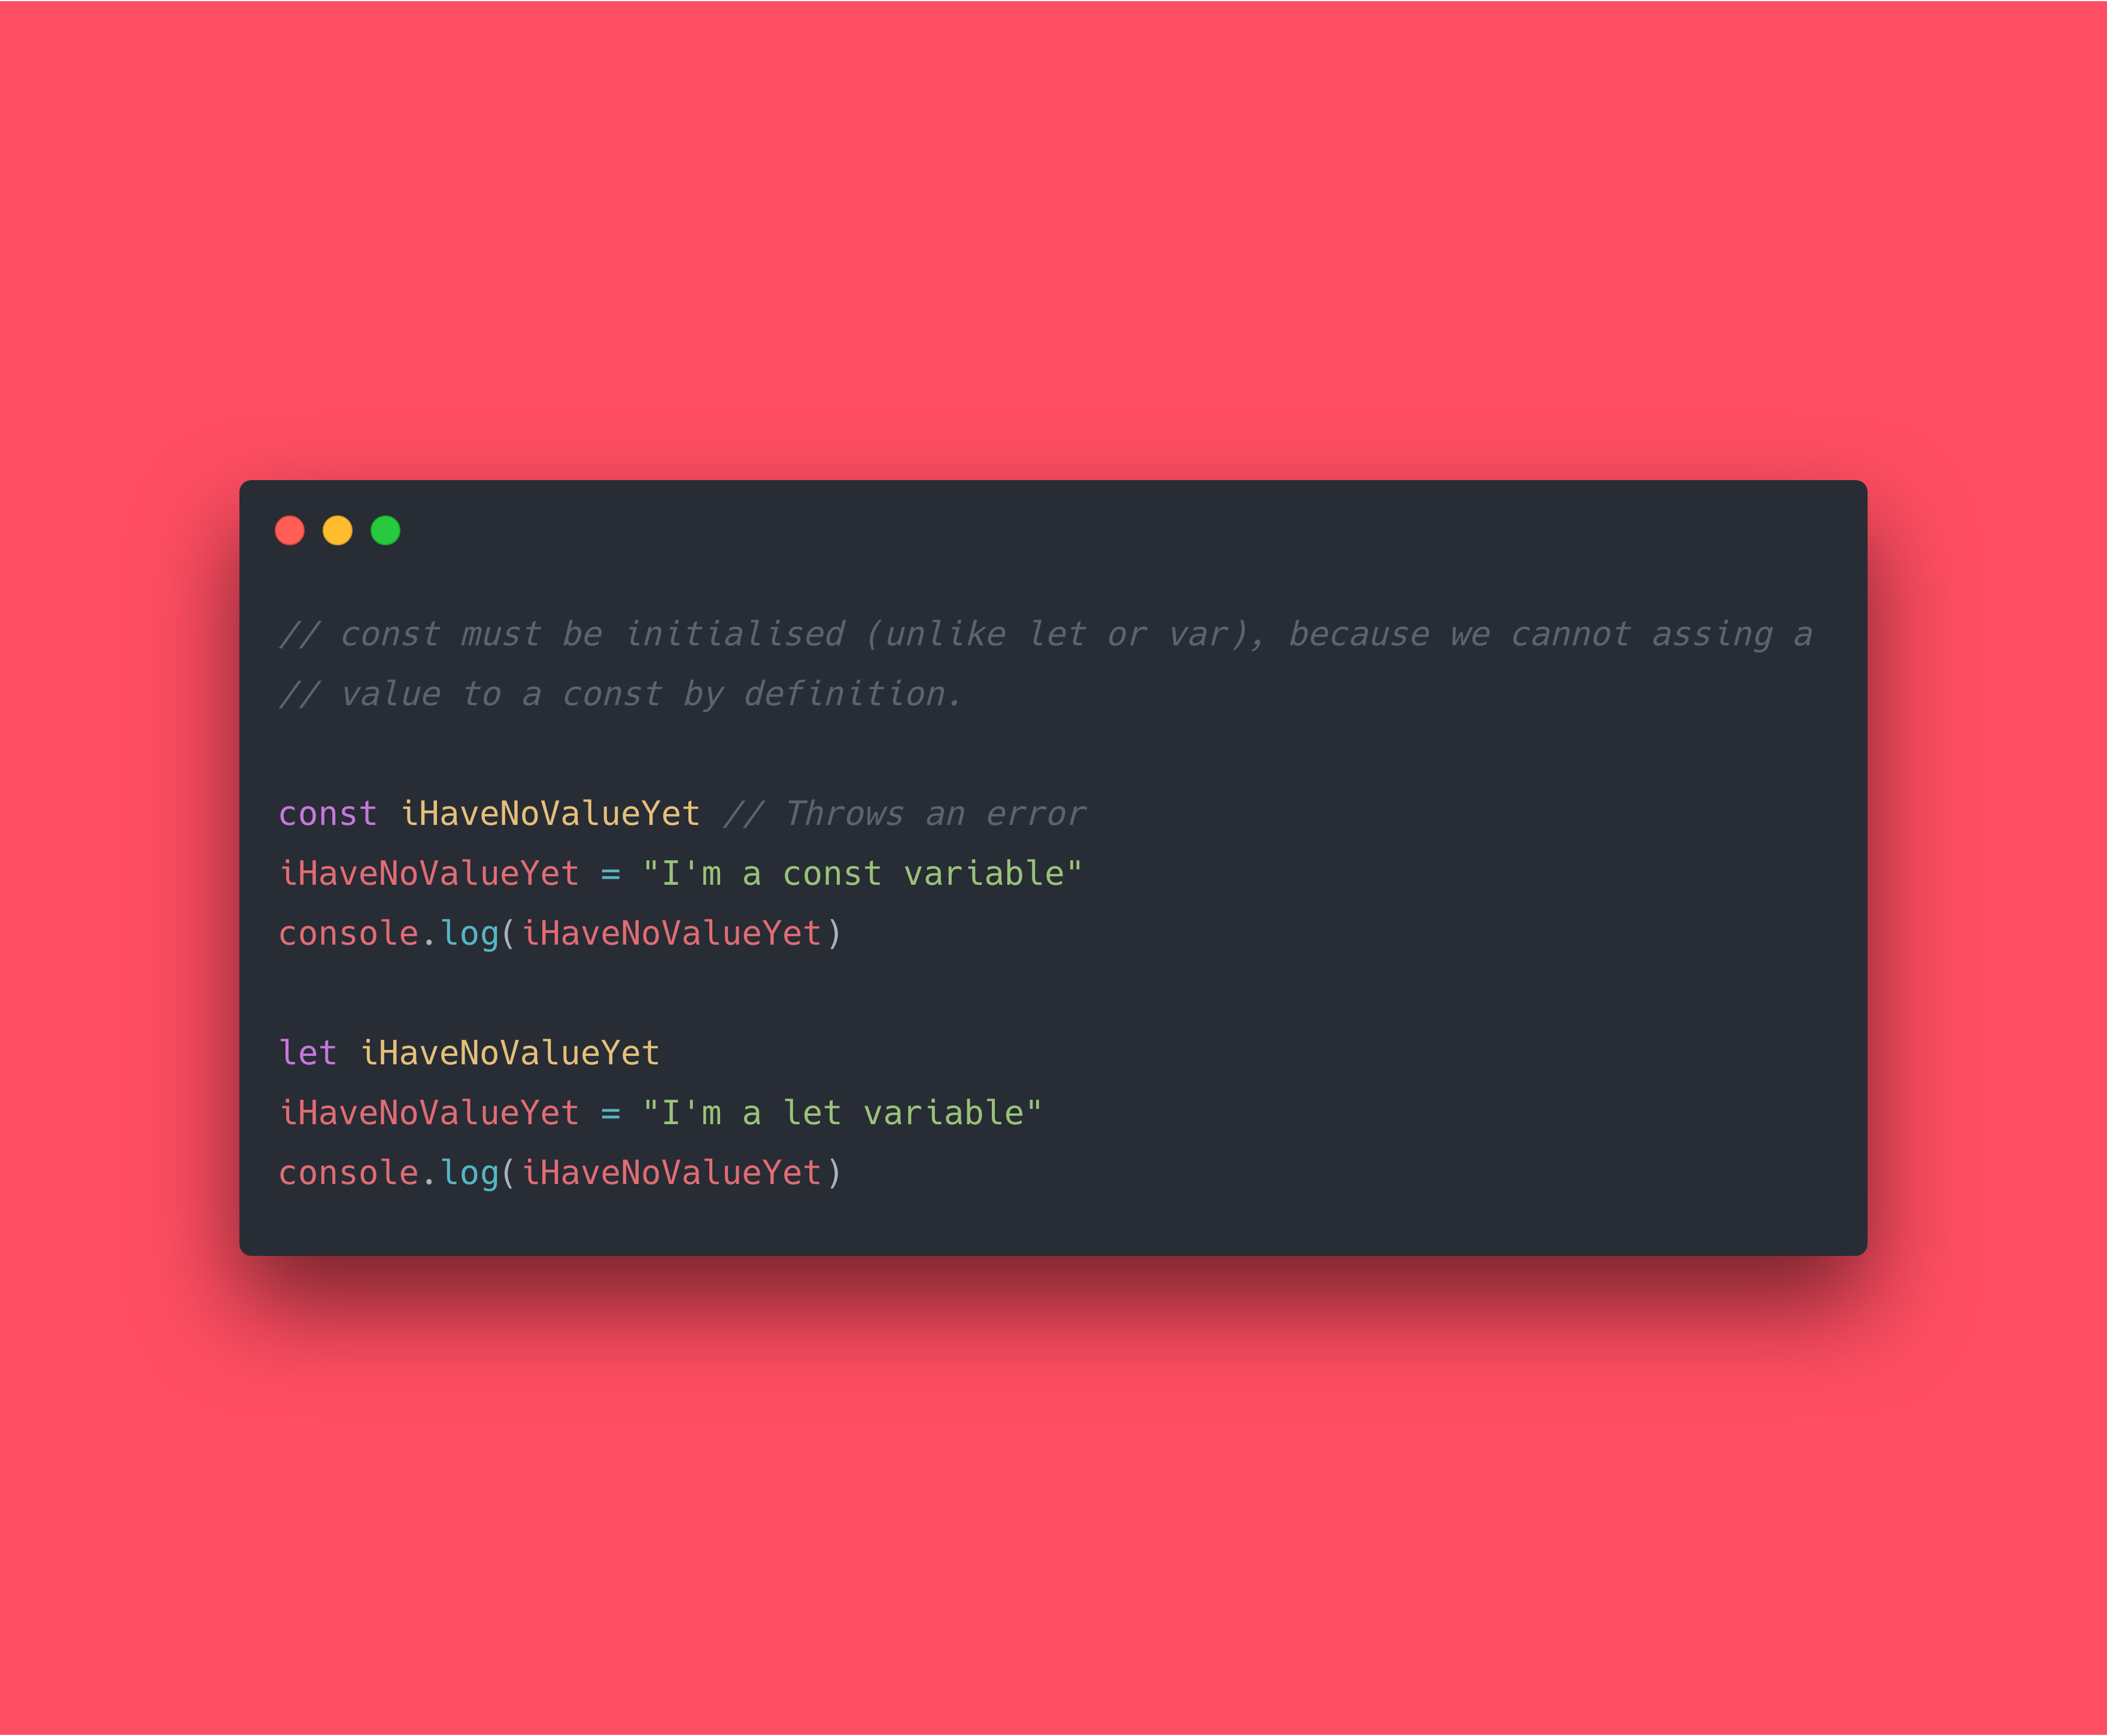 // const must be initialised (unlike let or var), because we cannot assing a
// value to a const by definition.
const iHaveNoValueYet // Throws an error
iHaveNoValueYet = "I'm a const variable"
console.log(iHaveNoValueYet)
let iHaveNoValueYet
iHaveNoValueYet = "I'm a let variable"
console.log(iHaveNoValueYet)